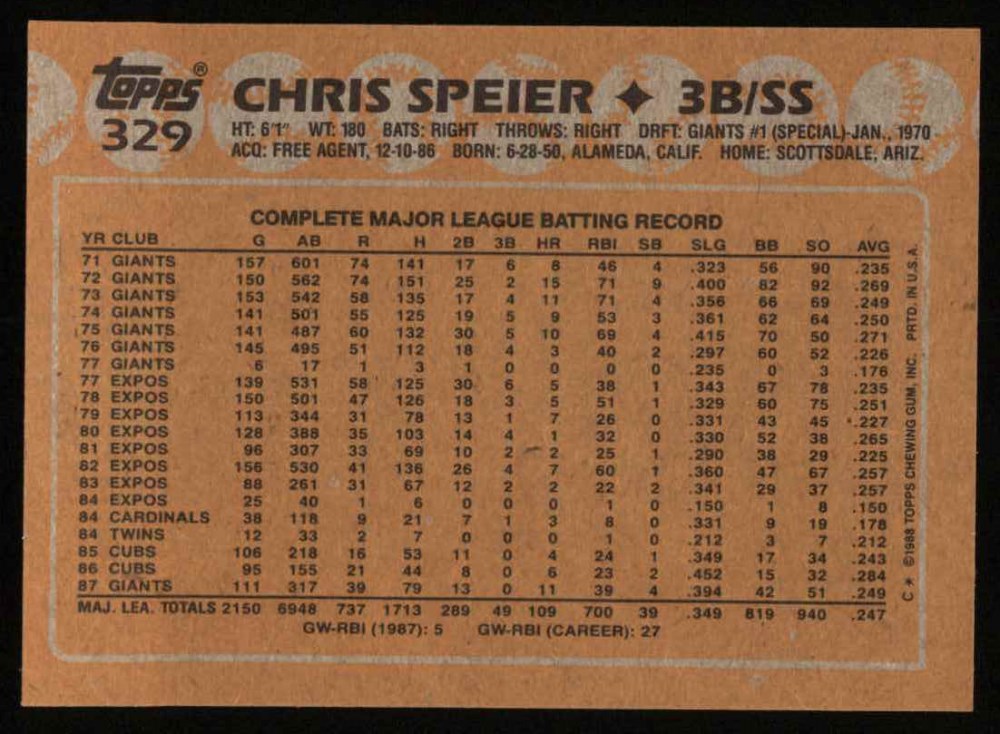 topps®
329
CHRIS SPEIER ✦ 3B/SS
HT: 6'1" WT: 180 BATS: RIGHT THROWS: RIGHT DRFT: GIANTS #1 (SPECIAL)-JAN., 1970
ACQ: FREE AGENT, 12-10-86 BORN: 6-28-50, ALAMEDA, CALIF. HOME: SCOTTSDALE, ARIZ.
COMPLETE MAJOR LEAGUE BATTING RECORD
YR CLUB G AB R H 2B 3B HR RBI SB SLG BB SO AVG
71 GIANTS 157 601 74 141 17 6 8 46 4 .323 56 90 .235
72 GIANTS 150 562 74 151 25 2 15 71 9 .400 82 92 .269
73 GIANTS 153 542 58 135 17 4 11 71 4 .356 66 69 .249
74 GIANTS 141 501 55 125 19 5 9 53 3 .361 62 64 .250
75 GIANTS 141 487 60 132 30 5 10 69 4 .415 70 50 .271
76 GIANTS 145 495 51 112 18 4 3 40 2 .297 60 52 .226
77 GIANTS 6 17 1 3 1 0 0 0 0 .235 0 3 .176
77 EXPOS 139 531 58 125 30 6 5 38 1 .343 67 78 .235
78 EXPOS 150 501 47 126 18 3 5 51 1 .329 60 75 .251
79 EXPOS 113 344 31 78 13 1 7 26 0 .331 43 45 .227
80 EXPOS 128 388 35 103 14 4 1 32 0 .330 52 38 .265
81 EXPOS 96 307 33 69 10 2 2 25 1 .290 38 29 .225
82 EXPOS 156 530 41 136 26 4 7 60 1 .360 47 67 .257
83 EXPOS 88 261 31 67 12 2 2 22 2 .341 29 37 .257
84 EXPOS 25 40 1 6 0 0 0 1 0 .150 1 8 .150
84 CARDINALS 38 118 9 21 7 1 3 8 0 .331 9 19 .178
84 TWINS 12 33 2 7 0 0 0 1 0 .212 3 7 .212
85 CUBS 106 218 16 53 11 0 4 24 1 .349 17 34 .243
86 CUBS 95 155 21 44 8 0 6 23 2 .452 15 32 .284
87 GIANTS 111 317 39 79 13 0 11 39 4 .394 42 51 .249
MAJ. LEA. TOTALS 2150 6948 737 1713 289 49 109 700 39 .349 819 940 .247
GW-RBI (1987): 5 GW-RBI (CAREER): 27
C * ©1988 TOPPS CHEWING GUM, INC. PRTD. IN U.S.A.